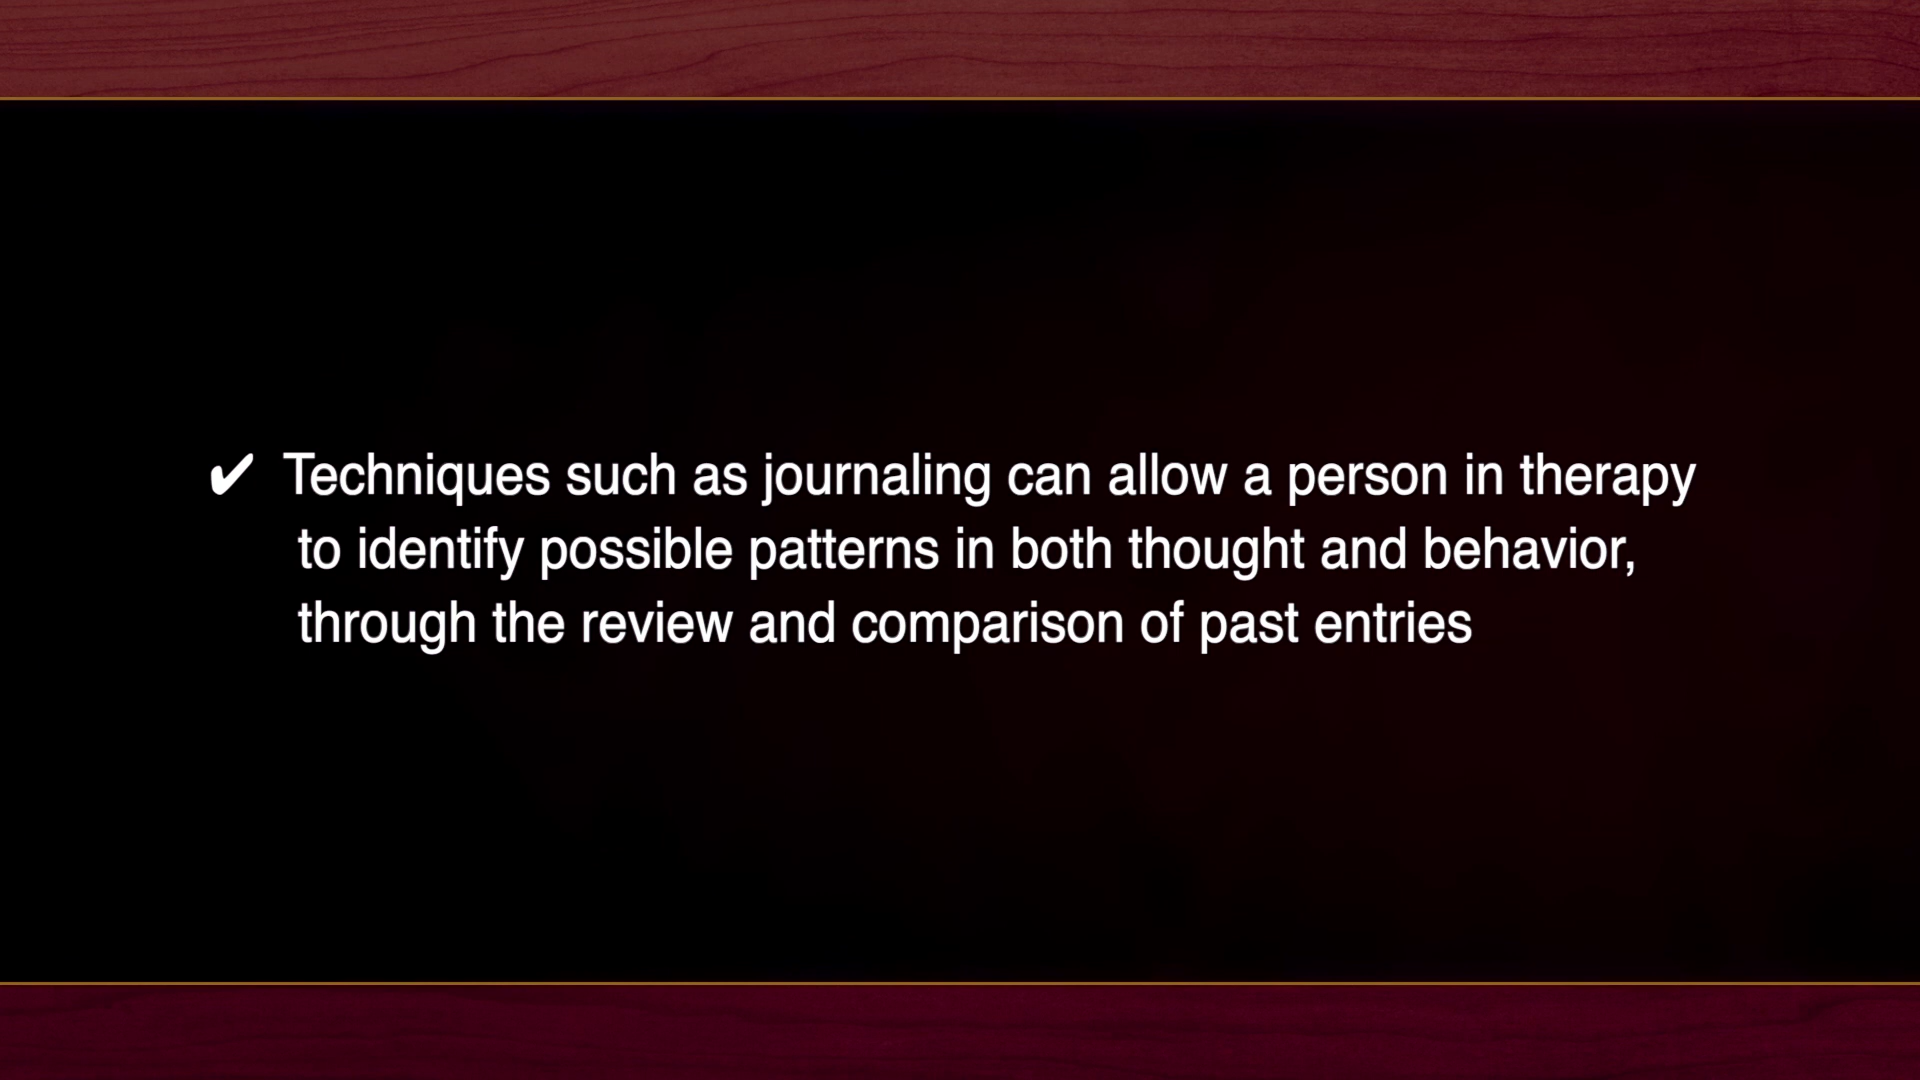 ✔ Techniques such as journaling can allow a person in therapy
to identify possible patterns in both thought and behavior,
through the review and comparison of past entries